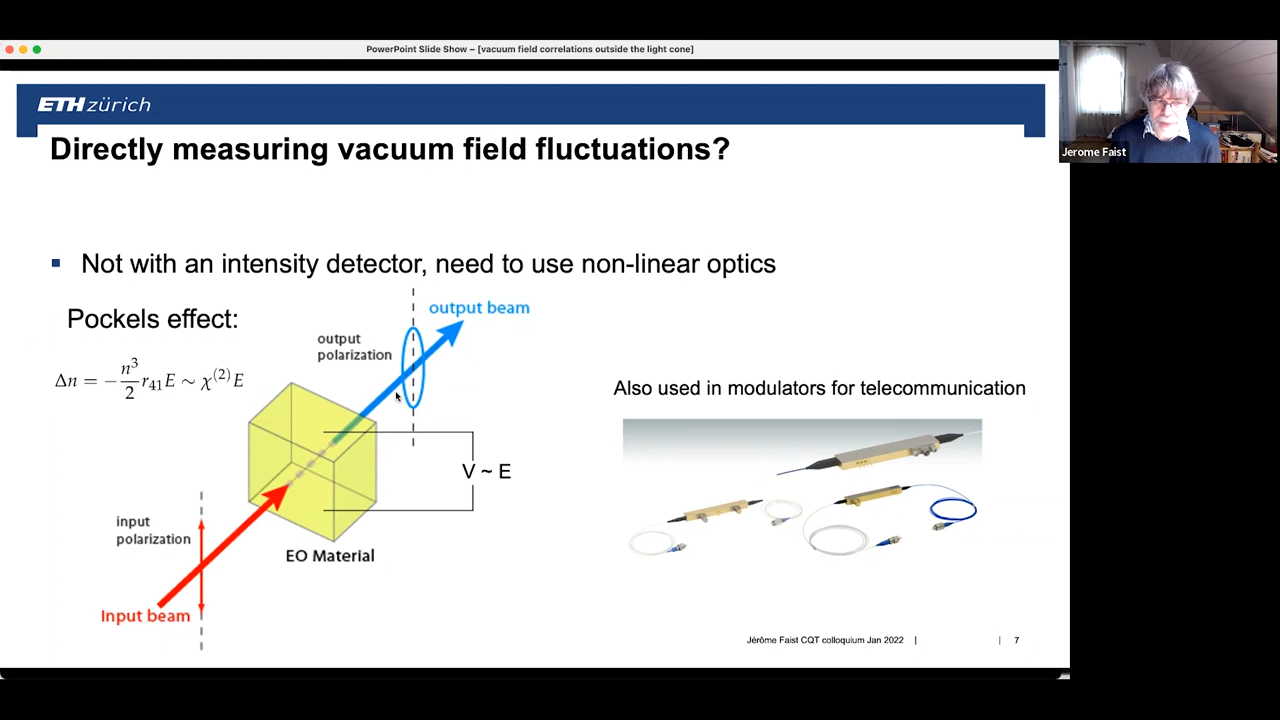 PowerPoint Slide Show – [vacuum field correlations outside the light cone]
ETH zürich
Jerome Faist
Directly measuring vacuum field fluctuations?
Not with an intensity detector, need to use non-linear optics
Pockels effect:
Δn = −n³/2 r₄₁E ∼ χ⁽²⁾E
output beam
output
polarization
V ~ E
input
polarization
EO Material
Input beam
Also used in modulators for telecommunication
Jérôme Faist CQT colloquium Jan 2022 | | 7